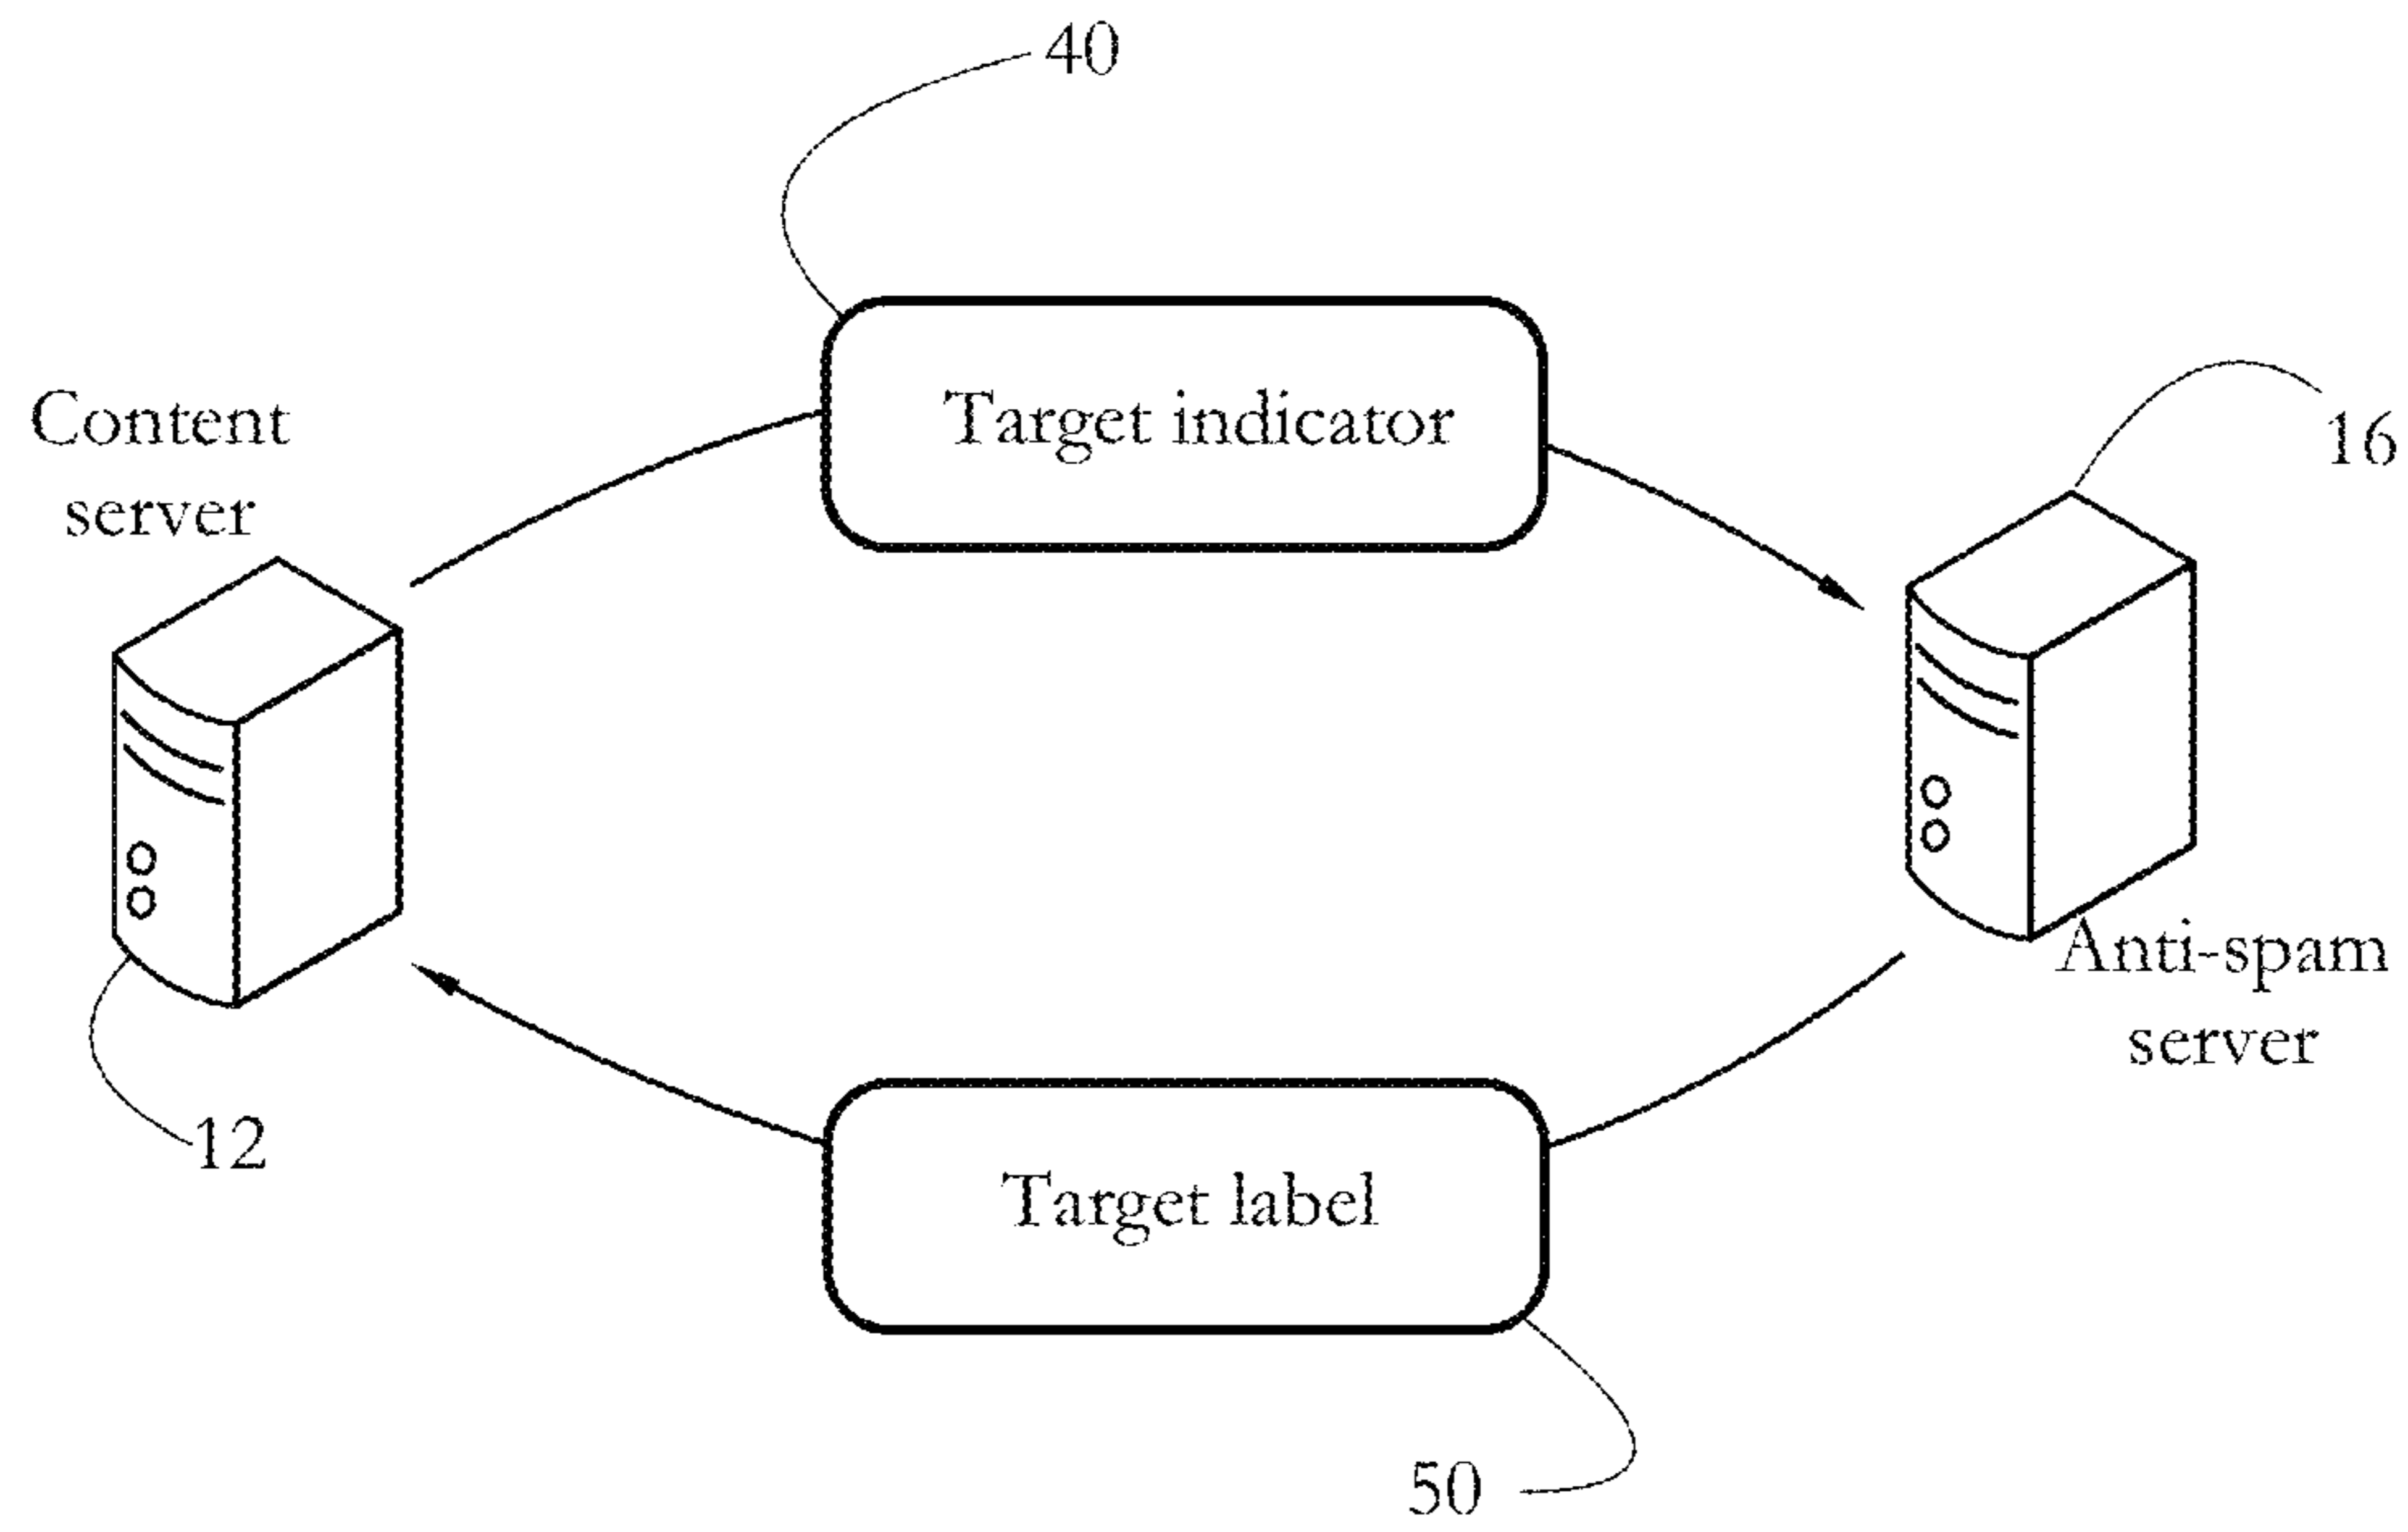 40
Content
server
Target indicator
16
Anti-spam
server
12
Target label
50